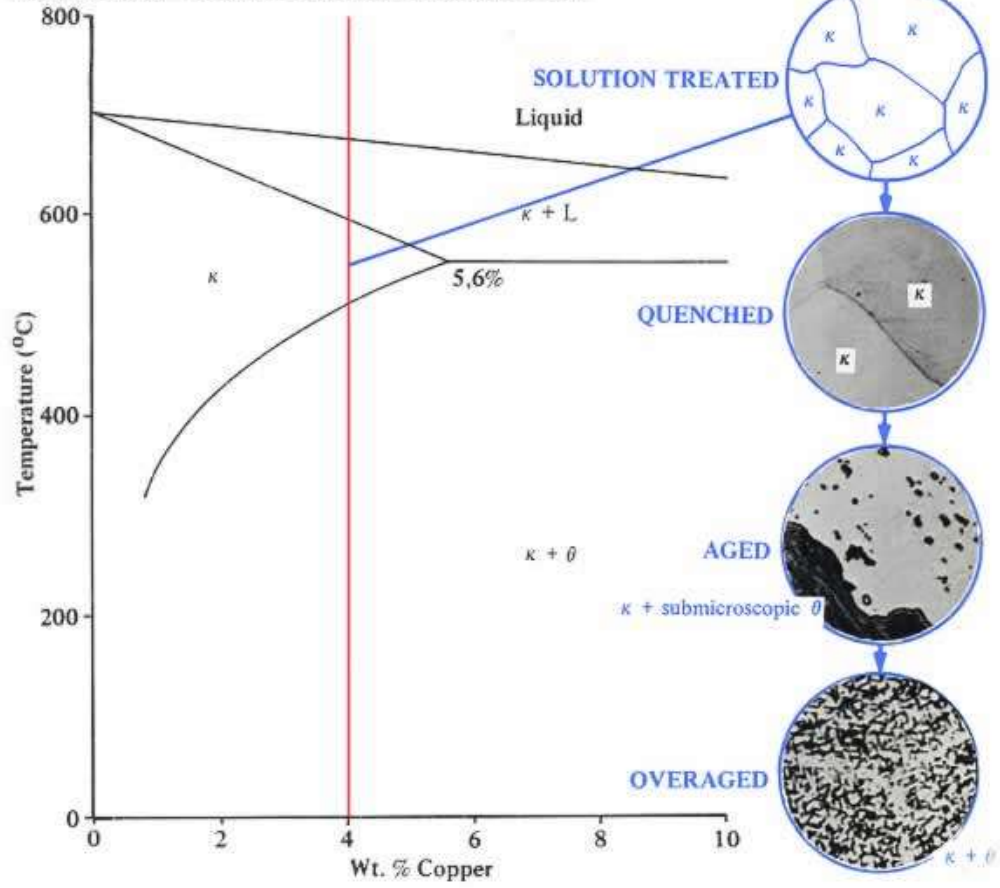 800
600
400
200
0
Temperature (°C)
0
2
4
6
8
10
Wt. % Copper
Liquid
κ + L
κ
5,6%
κ + θ
SOLUTION TREATED
κ
κ
κ
κ
κ
κ
κ
QUENCHED
κ
κ
AGED
κ + submicroscopic θ
OVERAGED
κ + θ